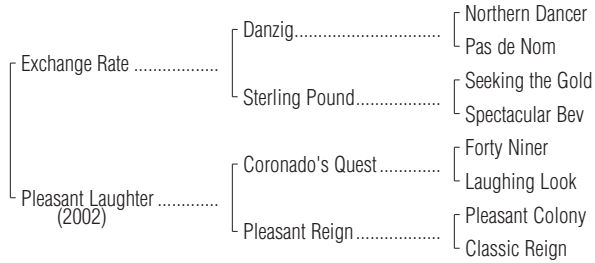 Northern Dancer
Danzig..............................
Pas de Nom
Exchange Rate .................
Seeking the Gold
Sterling Pound.................
Spectacular Bev
Forty Niner
Coronado's Quest............
Laughing Look
Pleasant Laughter ............
(2002)
Pleasant Colony
Pleasant Reign.................
Classic Reign